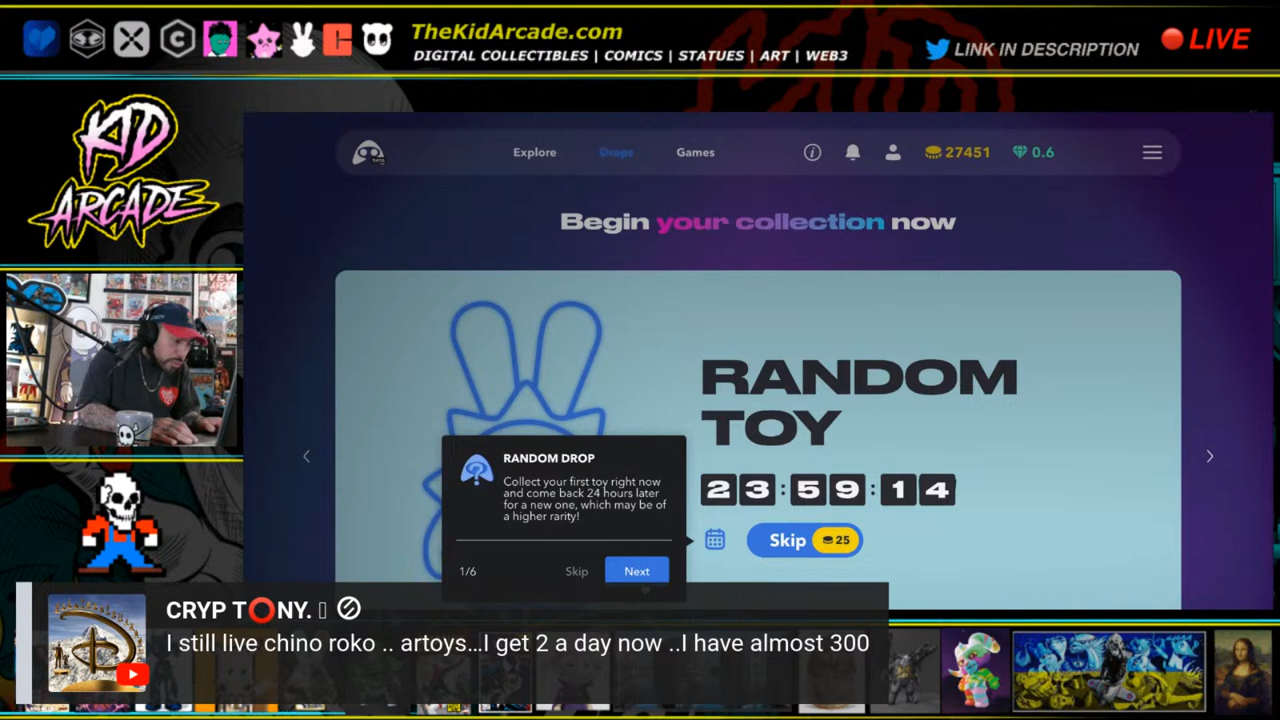 TheKidArcade.com
DIGITAL COLLECTIBLES | COMICS | STATUES | ART | WEB3
LINK IN DESCRIPTION
LIVE
KID
ARCADE
Explore
Drops
Games
27451
0.6
Begin your collection now
RANDOM
TOY
23:59:14
Skip 25
RANDOM DROP
Collect your first toy right now
and come back 24 hours later
for a new one, which may be of
a higher rarity!
1/6
Skip
Next
CRYP T⭕NY.
I still live chino roko .. artoys...I get 2 a day now ..I have almost 300